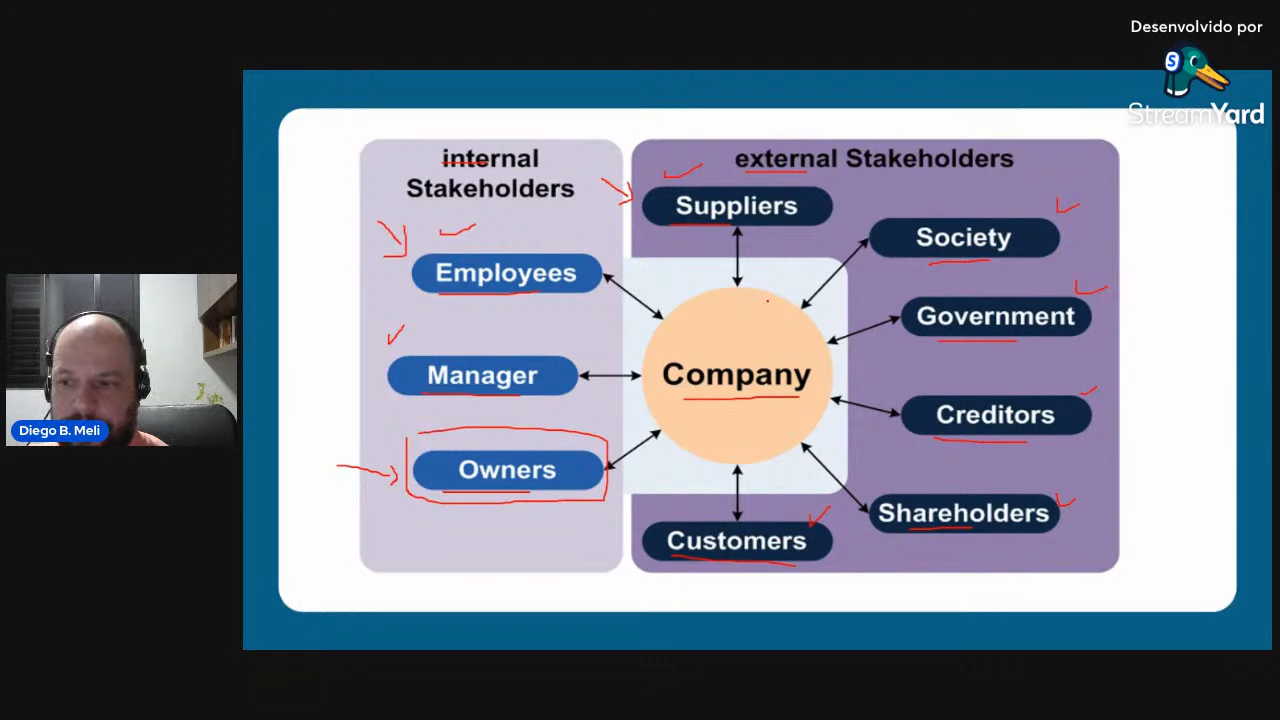 Desenvolvido por
StreamYard
internal
Stakeholders
external Stakeholders
Suppliers
Society
Employees
Government
Manager
Company
Creditors
Owners
Shareholders
Customers
Diego B. Meli